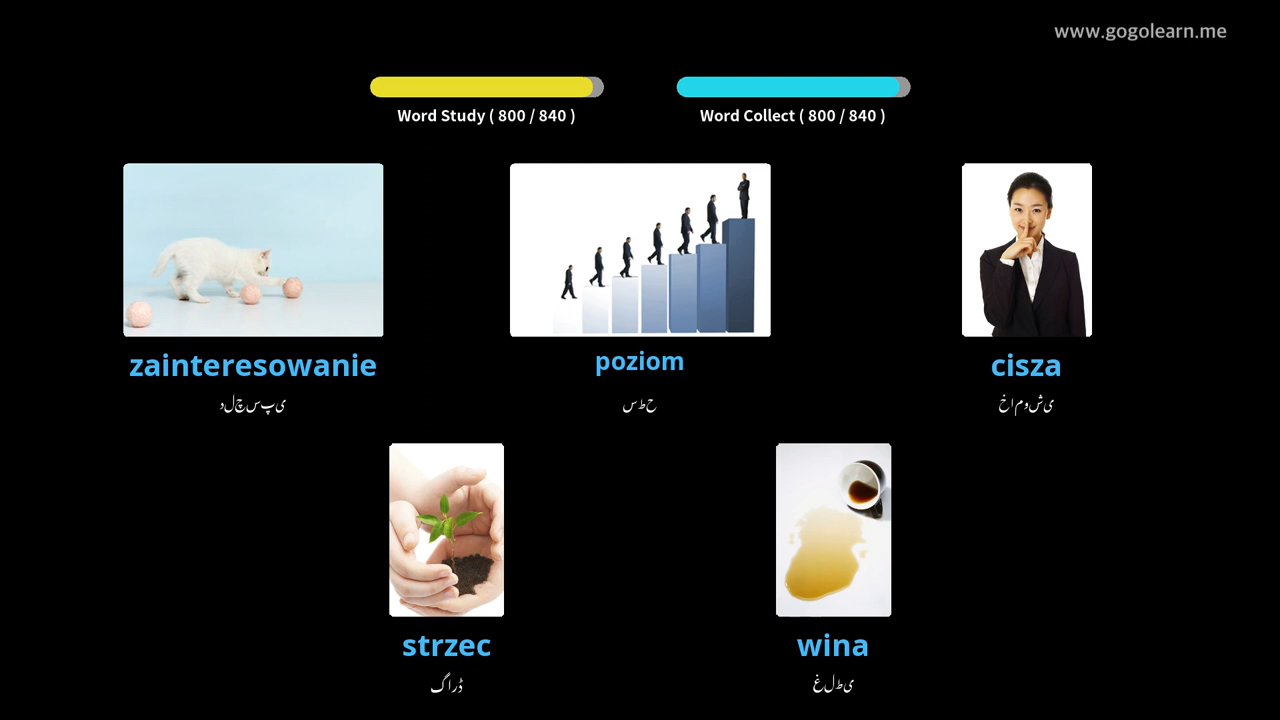 www.gogolearn.me
Word Study ( 800 / 840 )
Word Collect ( 800 / 840 )
zainteresowanie
دلچسپی
poziom
سطح
cisza
خاموشی
strzec
گارڈ
wina
غلطی